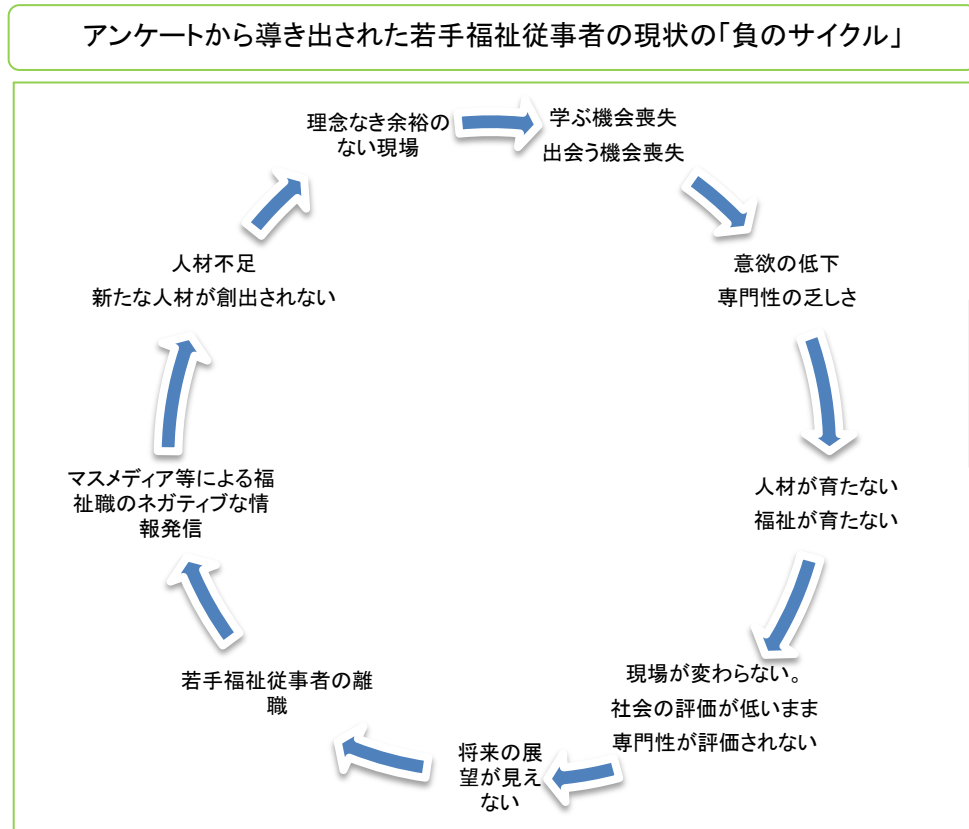 アンケートから導き出された若手福祉従事者の現状の「負のサイクル」
理念なき余裕の
ない現場
学ぶ機会喪失
出会う機会喪失
意欲の低下
専門性の乏しさ
人材が育たない
福祉が育たない
現場が変わらない。
社会の評価が低いまま
専門性が評価されない
将来の展
望が見え
ない
若手福祉従事者の離
職
マスメディア等による福
祉職のネガティブな情
報発信
人材不足
新たな人材が創出されない